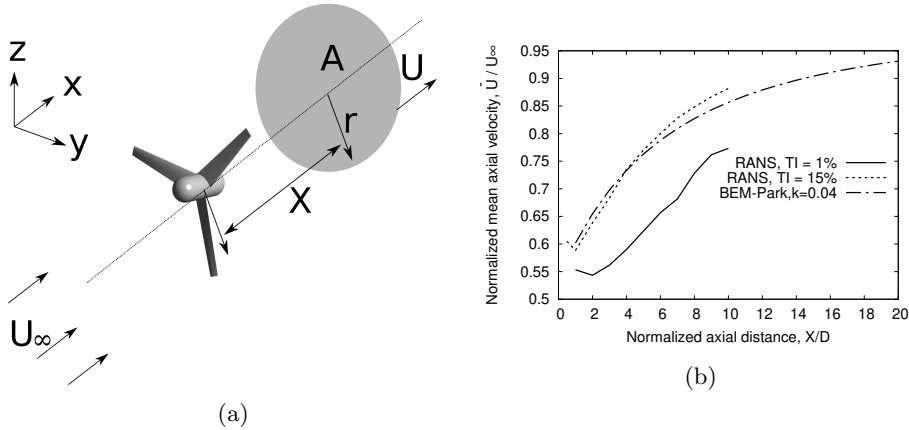 z
x
y
A
U
r
X
U∞
(a)
Normalized mean axial velocity, Ū / U∞
0.95
0.9
0.85
0.8
0.75
0.7
0.65
0.6
0.55
0.5
RANS, TI = 1%
RANS, TI = 15%
BEM-Park,k=0.04
0 2 4 6 8 10 12 14 16 18 20
Normalized axial distance, X/D
(b)